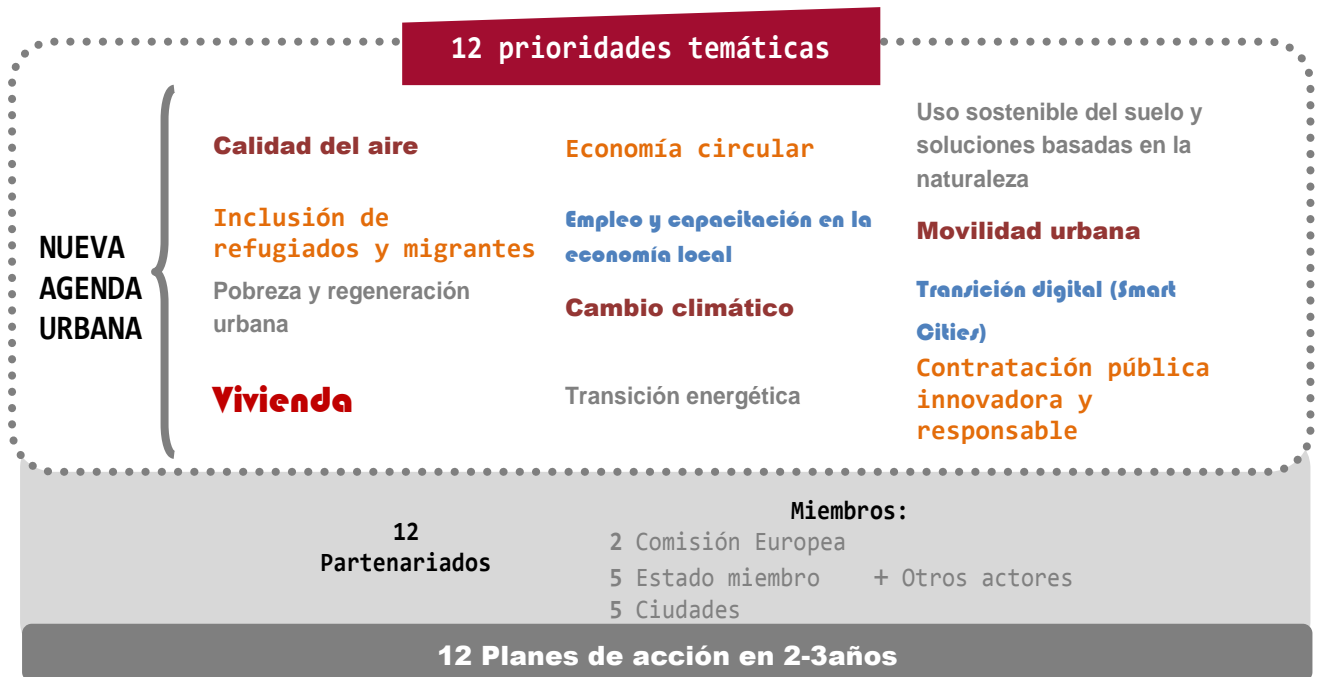 12 prioridades temáticas
NUEVA
AGENDA
URBANA
Calidad del aire
Inclusión de
refugiados y migrantes
Pobreza y regeneración
urbana
Vivienda
Economía circular
Empleo y capacitación en la
economía local
Cambio climático
Transición energética
Uso sostenible del suelo y
soluciones basadas en la
naturaleza
Movilidad urbana
Transición digital (Smart
Cities)
Contratación pública
innovadora y
responsable
12
Partenariados
Miembros:
2 Comisión Europea
5 Estado miembro + Otros actores
5 Ciudades
12 Planes de acción en 2-3años